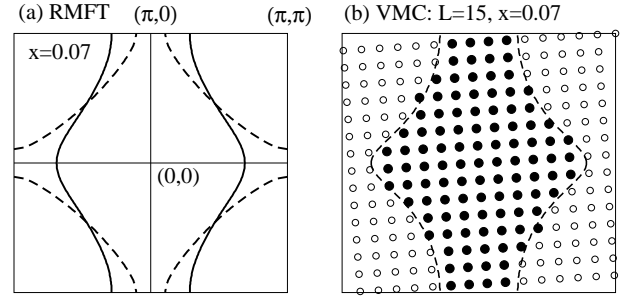 (a) RMFT
(π,0)
(π,π)
x=0.07
(0,0)
(b) VMC: L=15, x=0.07